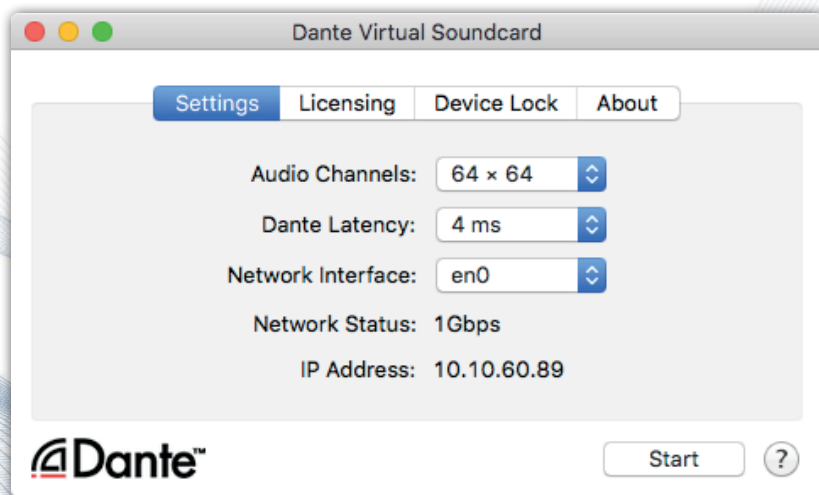 Dante Virtual Soundcard
Settings Licensing Device Lock About
Audio Channels: 64 × 64
Dante Latency: 4 ms
Network Interface: en0
Network Status: 1Gbps
IP Address: 10.10.60.89
Dante™ Start ?